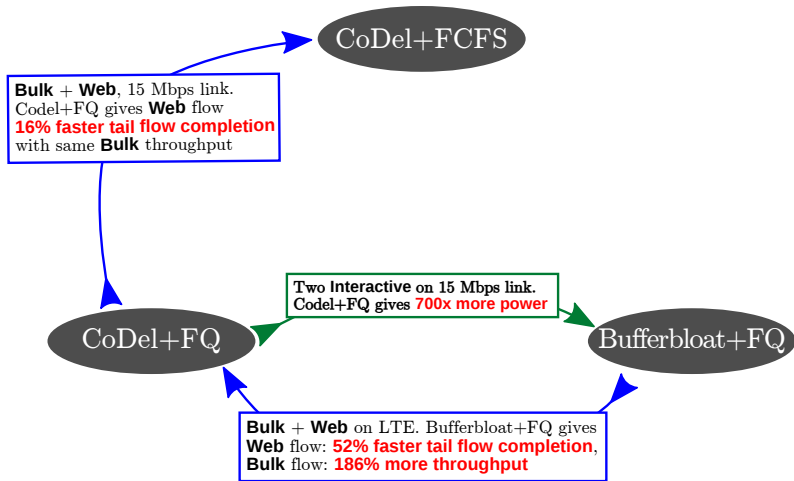 CoDel+FCFS
Bulk + Web, 15 Mbps link.
Codel+FQ gives Web flow
16% faster tail flow completion
with same Bulk throughput
Two Interactive on 15 Mbps link.
Codel+FQ gives 700x more power
CoDel+FQ
Bufferbloat+FQ
Bulk + Web on LTE. Bufferbloat+FQ gives
Web flow: 52% faster tail flow completion,
Bulk flow: 186% more throughput